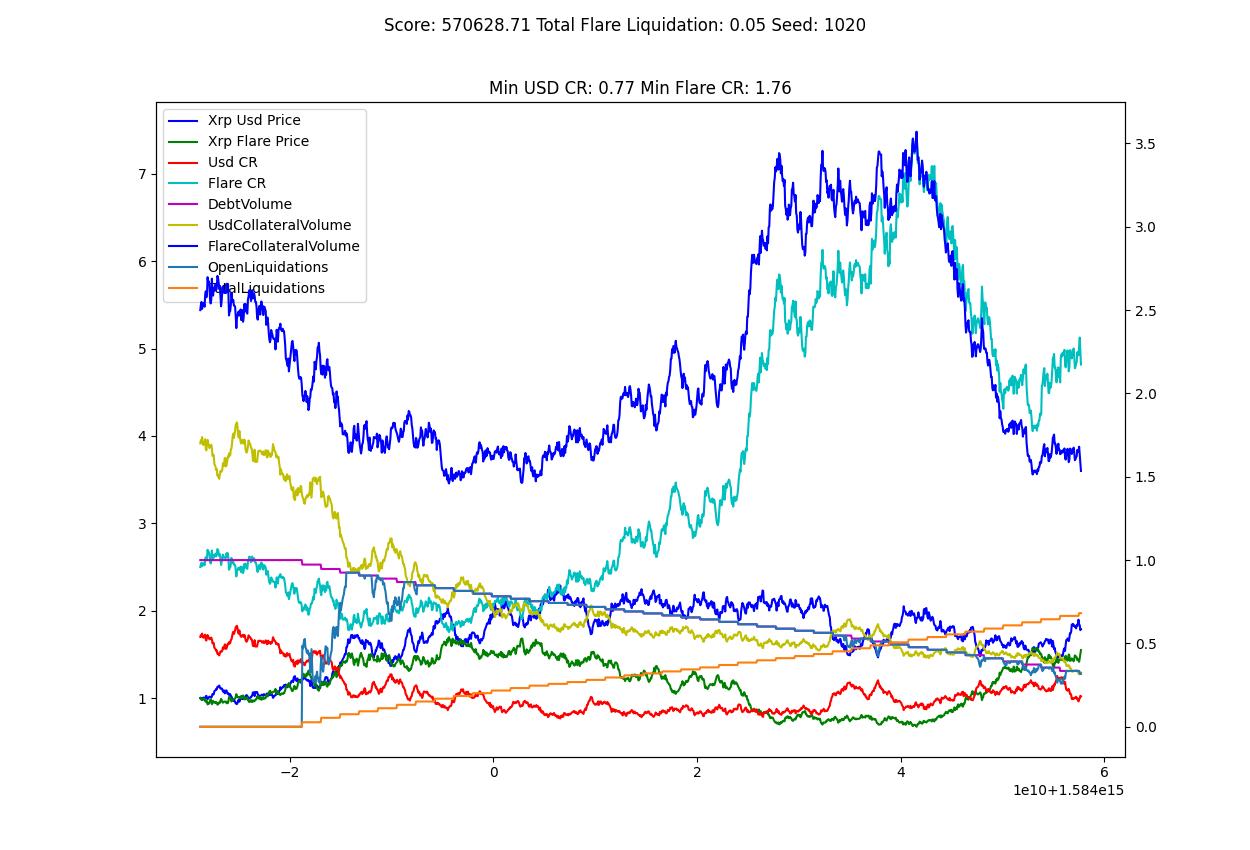 Score: 570628.71 Total Flare Liquidation: 0.05 Seed: 1020
Min USD CR: 0.77 Min Flare CR: 1.76
Xrp Usd Price
Xrp Flare Price
Usd CR
Flare CR
DebtVolume
UsdCollateralVolume
FlareCollateralVolume
OpenLiquidations
TotalLiquidations
7
6
5
4
3
2
1
3.5
3.0
2.5
2.0
1.5
1.0
0.5
0.0
−2
0
2
4
6
1e10+1.584e15